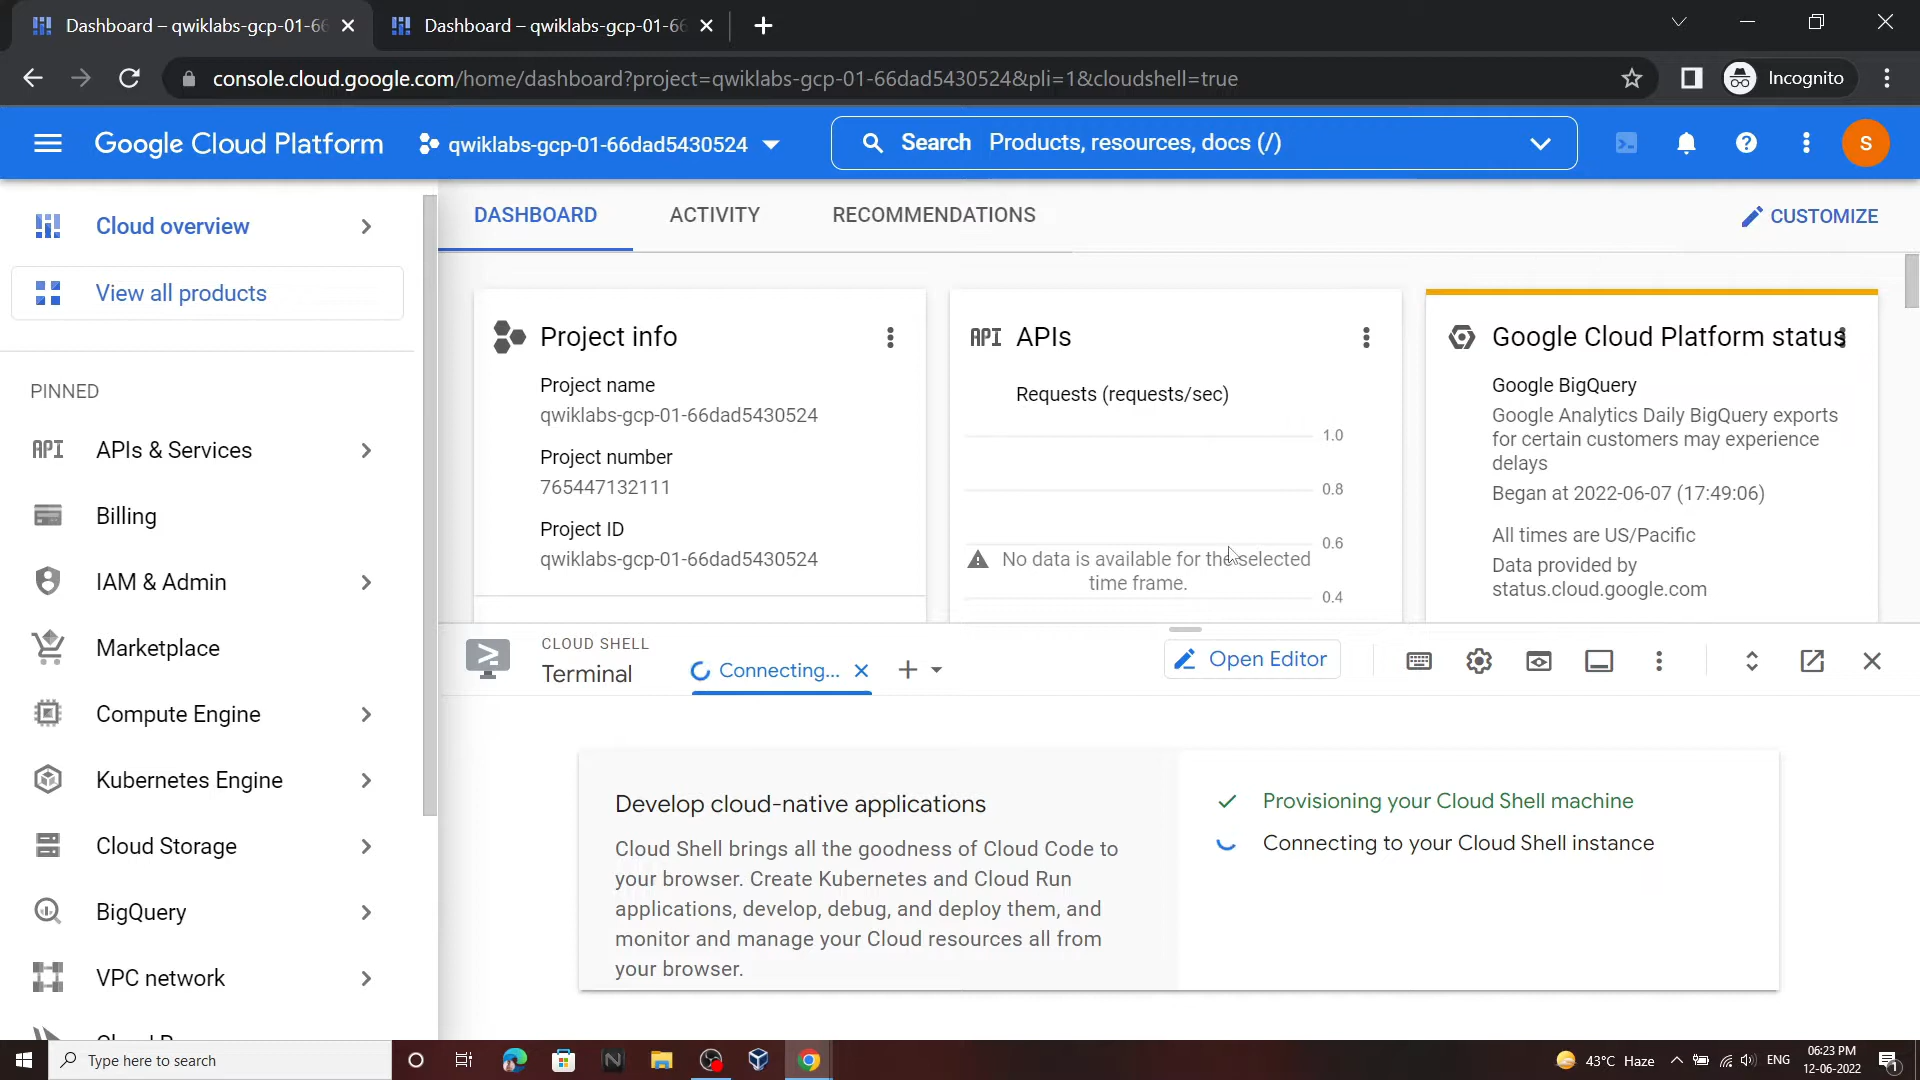 Dashboard – qwiklabs-gcp-01-66
Dashboard – qwiklabs-gcp-01-6
console.cloud.google.com/home/dashboard?project=qwiklabs-gcp-01-66dad5430524&pli=1&cloudshell=true
Incognito
Google Cloud Platform
qwiklabs-gcp-01-66dad5430524
Search Products, resources, docs (/)
S
Cloud overview
View all products
PINNED
API APIs & Services
Billing
IAM & Admin
Marketplace
Compute Engine
Kubernetes Engine
Cloud Storage
BigQuery
VPC network
DASHBOARD
ACTIVITY
RECOMMENDATIONS
CUSTOMIZE
Project info
Project name
qwiklabs-gcp-01-66dad5430524
Project number
765447132111
Project ID
qwiklabs-gcp-01-66dad5430524
API APIs
Requests (requests/sec)
1.0
0.8
0.6
No data is available for the selected
time frame.
0.4
Google Cloud Platform status
Google BigQuery
Google Analytics Daily BigQuery exports
for certain customers may experience
delays
Began at 2022-06-07 (17:49:06)
All times are US/Pacific
Data provided by
status.cloud.google.com
CLOUD SHELL
Terminal
Connecting...
Open Editor
Develop cloud-native applications
Cloud Shell brings all the goodness of Cloud Code to
your browser. Create Kubernetes and Cloud Run
applications, develop, debug, and deploy them, and
monitor and manage your Cloud resources all from
your browser.
Provisioning your Cloud Shell machine
Connecting to your Cloud Shell instance
Type here to search
43°C Haze
ENG
06:23 PM
12-06-2022
1